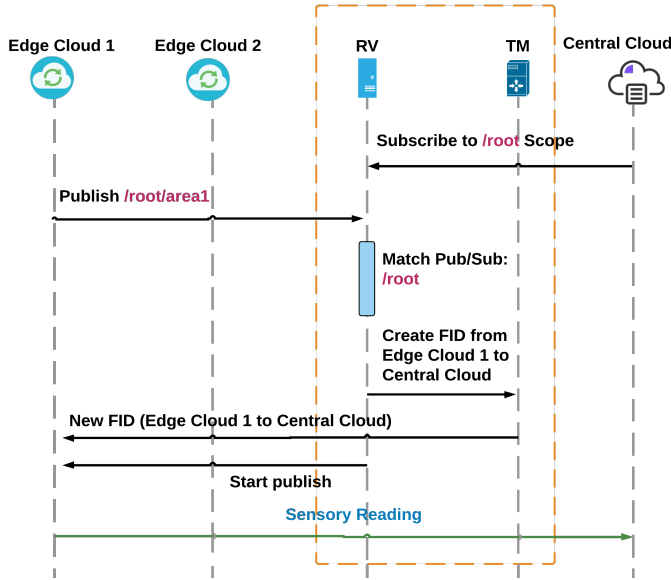 Edge Cloud 1
Edge Cloud 2
RV
TM
Central Cloud
Subscribe to /root Scope
Publish /root/area1
Match Pub/Sub:
/root
Create FID from
Edge Cloud 1 to
Central Cloud
New FID (Edge Cloud 1 to Central Cloud)
Start publish
Sensory Reading